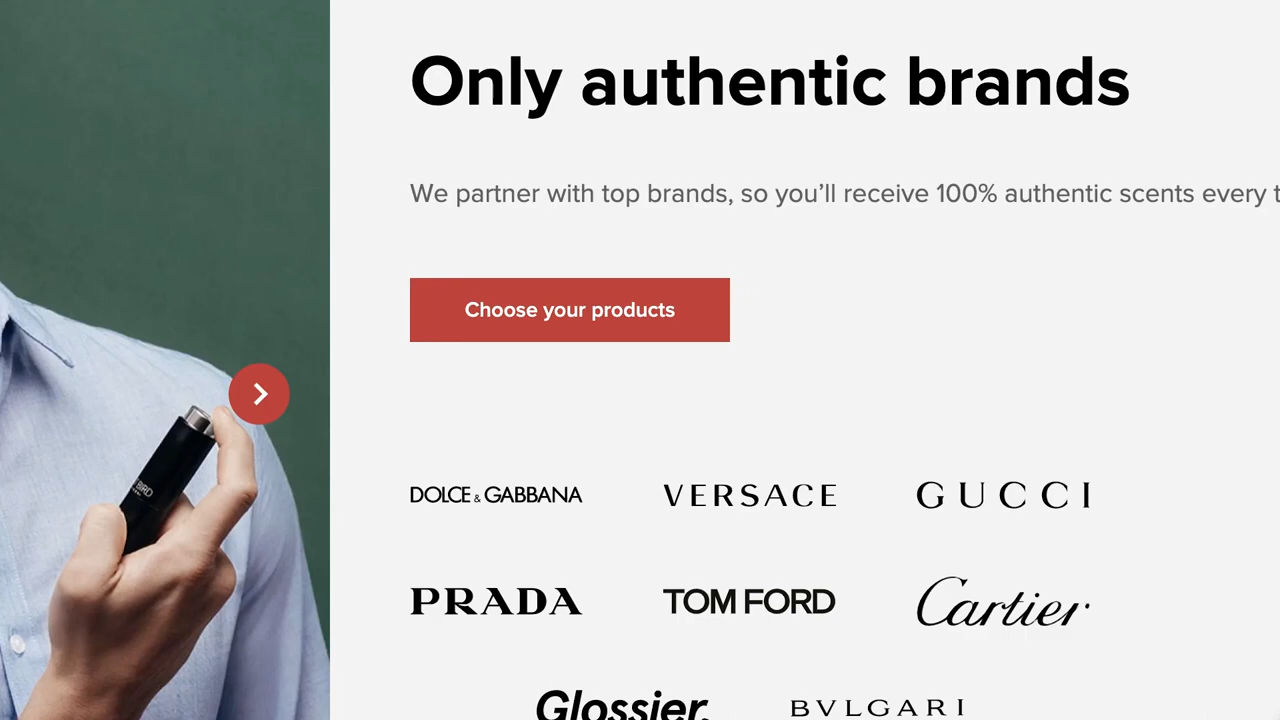 Only authentic brands
We partner with top brands, so you’ll receive 100% authentic scents every t
Choose your products
DOLCE & GABBANA VERSACE GUCCI
PRADA TOM FORD Cartier
Glossier. BVLGARI
BIRD